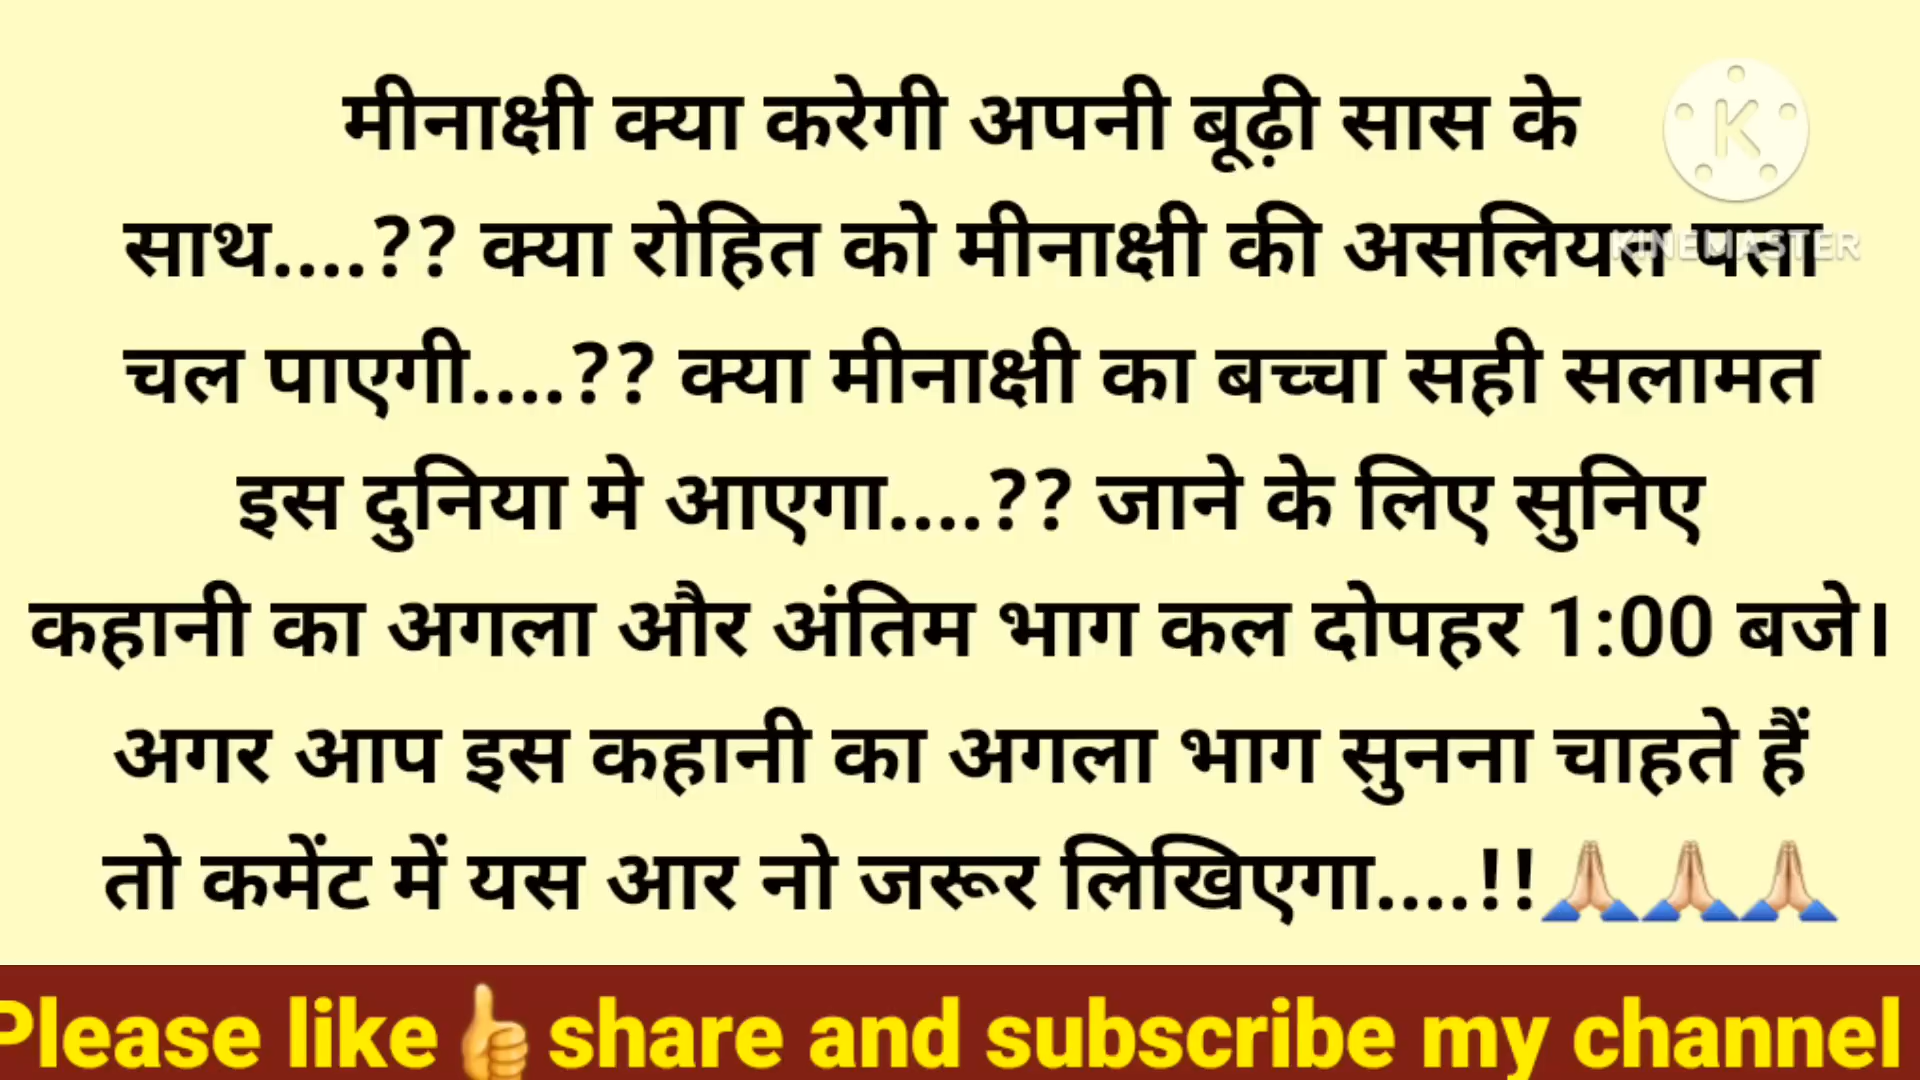 मीनाक्षी क्या करेगी अपनी बूढ़ी सास के
साथ....?? क्या रोहित को मीनाक्षी की असलियत पता
चल पाएगी....?? क्या मीनाक्षी का बच्चा सही सलामत
इस दुनिया मे आएगा....?? जाने के लिए सुनिए
कहानी का अगला और अंतिम भाग कल दोपहर 1:00 बजे।
अगर आप इस कहानी का अगला भाग सुनना चाहते हैं
तो कमेंट में यस आर नो जरूर लिखिएगा....!!🙏🏻🙏🏻🙏🏻
K
KINEMASTER
Please like👍share and subscribe my channel